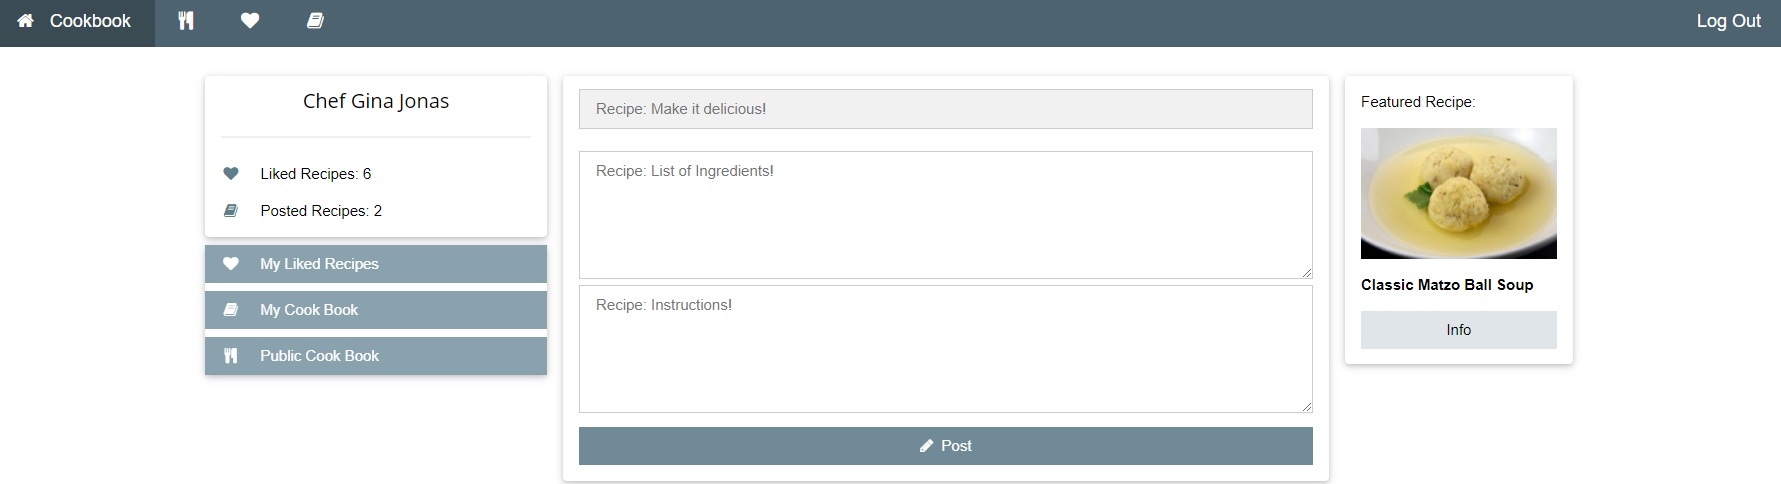 Cookbook
Log Out
Chef Gina Jonas
Liked Recipes: 6
Posted Recipes: 2
My Liked Recipes
My Cook Book
Public Cook Book
Recipe: Make it delicious!
Recipe: List of Ingredients!
Recipe: Instructions!
Post
Featured Recipe:
Classic Matzo Ball Soup
Info